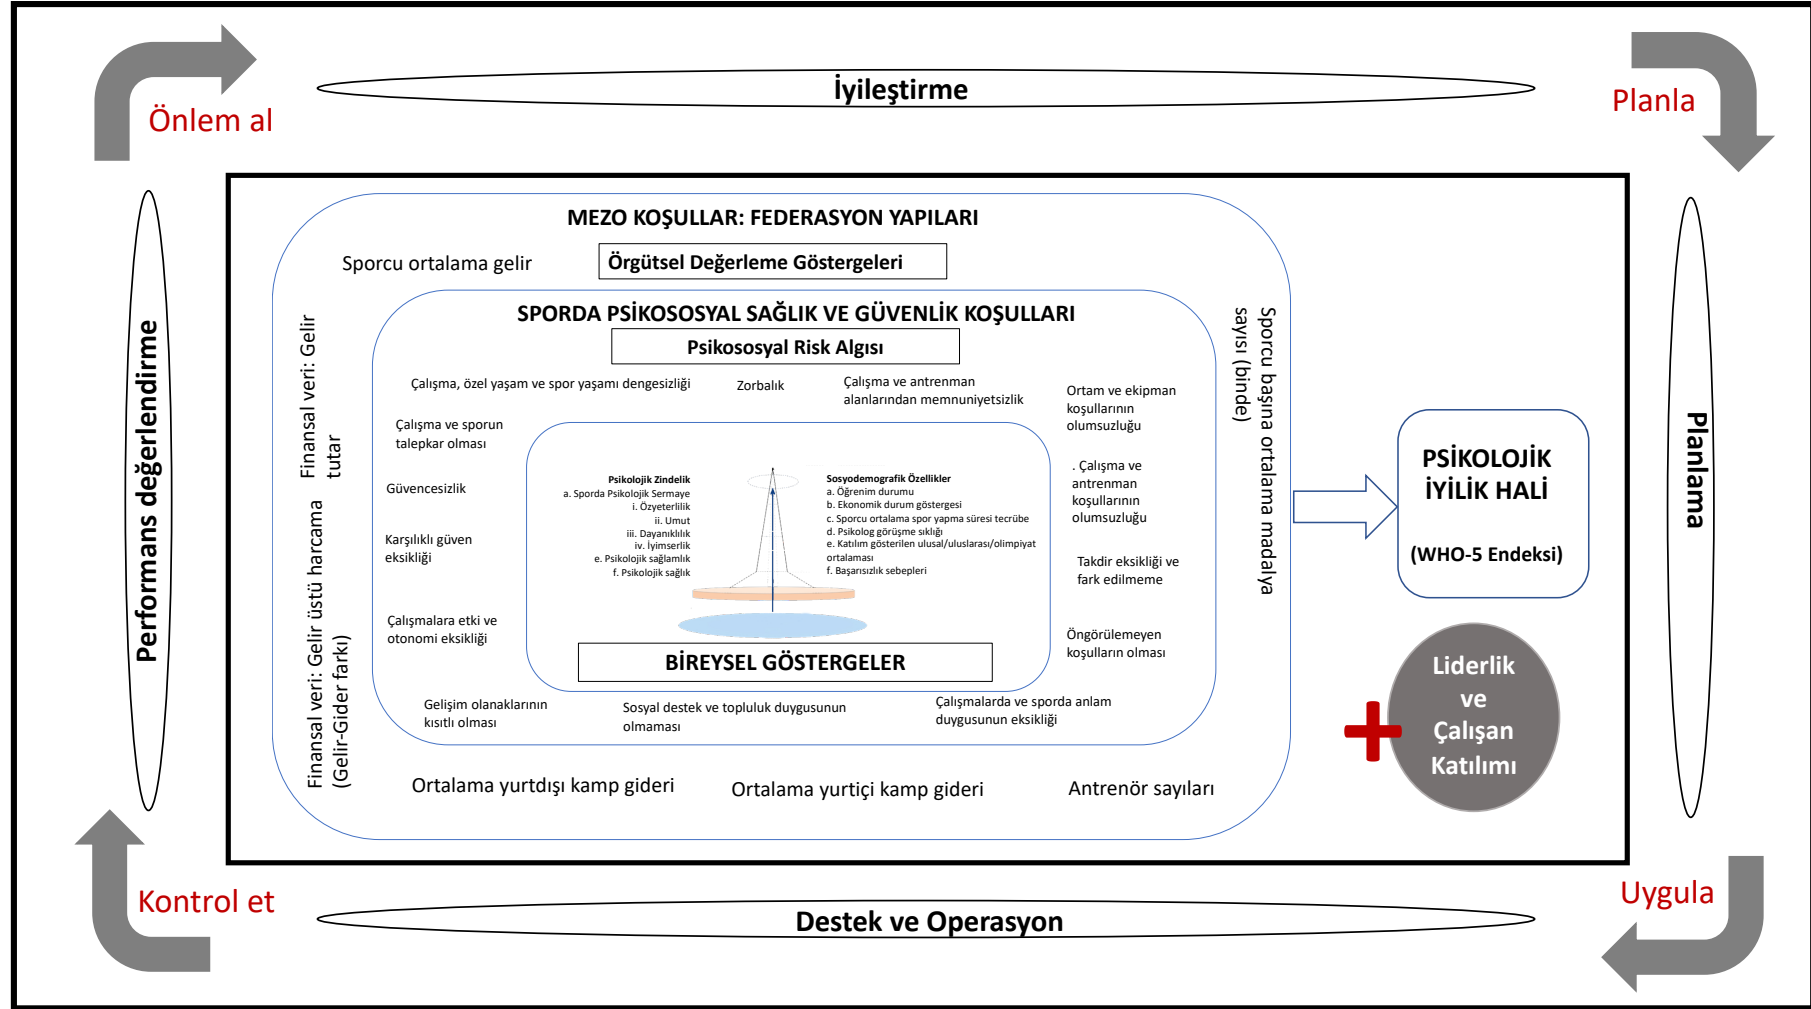 İyileştirme
Önlem al
Planla
MEZO KOŞULLAR: FEDERASYON YAPILARI
Sporcu ortalama gelir
Örgütsel Değerleme Göstergeleri
SPORDA PSİKOSOSYAL SAĞLIK VE GÜVENLİK KOŞULLARI
Psikososyal Risk Algısı
Çalışma, özel yaşam ve spor yaşamı dengesizliği
Zorbalık
Çalışma ve antrenman
alanlarından memnuniyetsizlik
Ortam ve ekipman
koşullarının
olumsuzluğu
Çalışma ve sporun
talepkar olması
. Çalışma ve
antrenman
koşullarının
olumsuzluğu
Güvencesizlik
Karşılıklı güven
eksikliği
Takdir eksikliği ve
fark edilmeme
Çalışmalara etki ve
otonomi eksikliği
Öngörülemeyen
koşulların olması
Gelişim olanaklarının
kısıtlı olması
Sosyal destek ve topluluk duygusunun
olmaması
Çalışmalarda ve sporda anlam
duygusunun eksikliği
Psikolojik Zindelik
a. Sporda Psikolojik Sermaye
i. Özyeterlilik
ii. Umut
iii. Dayanıklılık
iv. İyimserlik
e. Psikolojik sağlamlık
f. Psikolojik sağlık
Sosyodemografik Özellikler
a. Öğrenim durumu
b. Ekonomik durum göstergesi
c. Sporcu ortalama spor yapma süresi tecrübe
d. Psikolog görüşme sıklığı
e. Katılım gösterilen ulusal/uluslarası/olimpiyat
ortalaması
f. Başarısızlık sebepleri
BİREYSEL GÖSTERGELER
Finansal veri: Gelir
tutar
Finansal veri: Gelir üstü harcama
(Gelir-Gider farkı)
Sporcu başına ortalama madalya
sayısı (binde)
Ortalama yurtdışı kamp gideri
Ortalama yurtiçi kamp gideri
Antrenör sayıları
PSİKOLOJİK
İYİLİK HALİ
(WHO-5 Endeksi)
Liderlik
ve
Çalışan
Katılımı
Performans değerlendirme
Planlama
Kontrol et
Uygula
Destek ve Operasyon